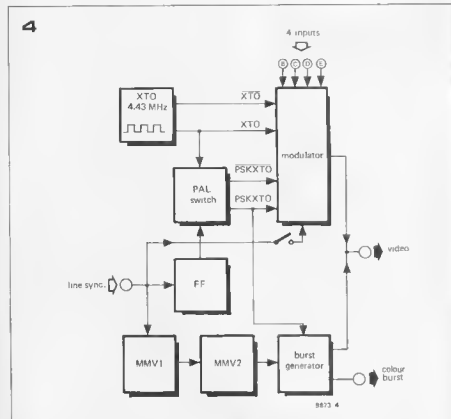 4
4 inputs
B C D E
XTO
4.43 MHz
XTO
XTO
modulator
PAL
switch
PSKXTO
PSKXTO
video
line sync.
FF
MMV1
MMV2
burst
generator
colour
burst
8873 4